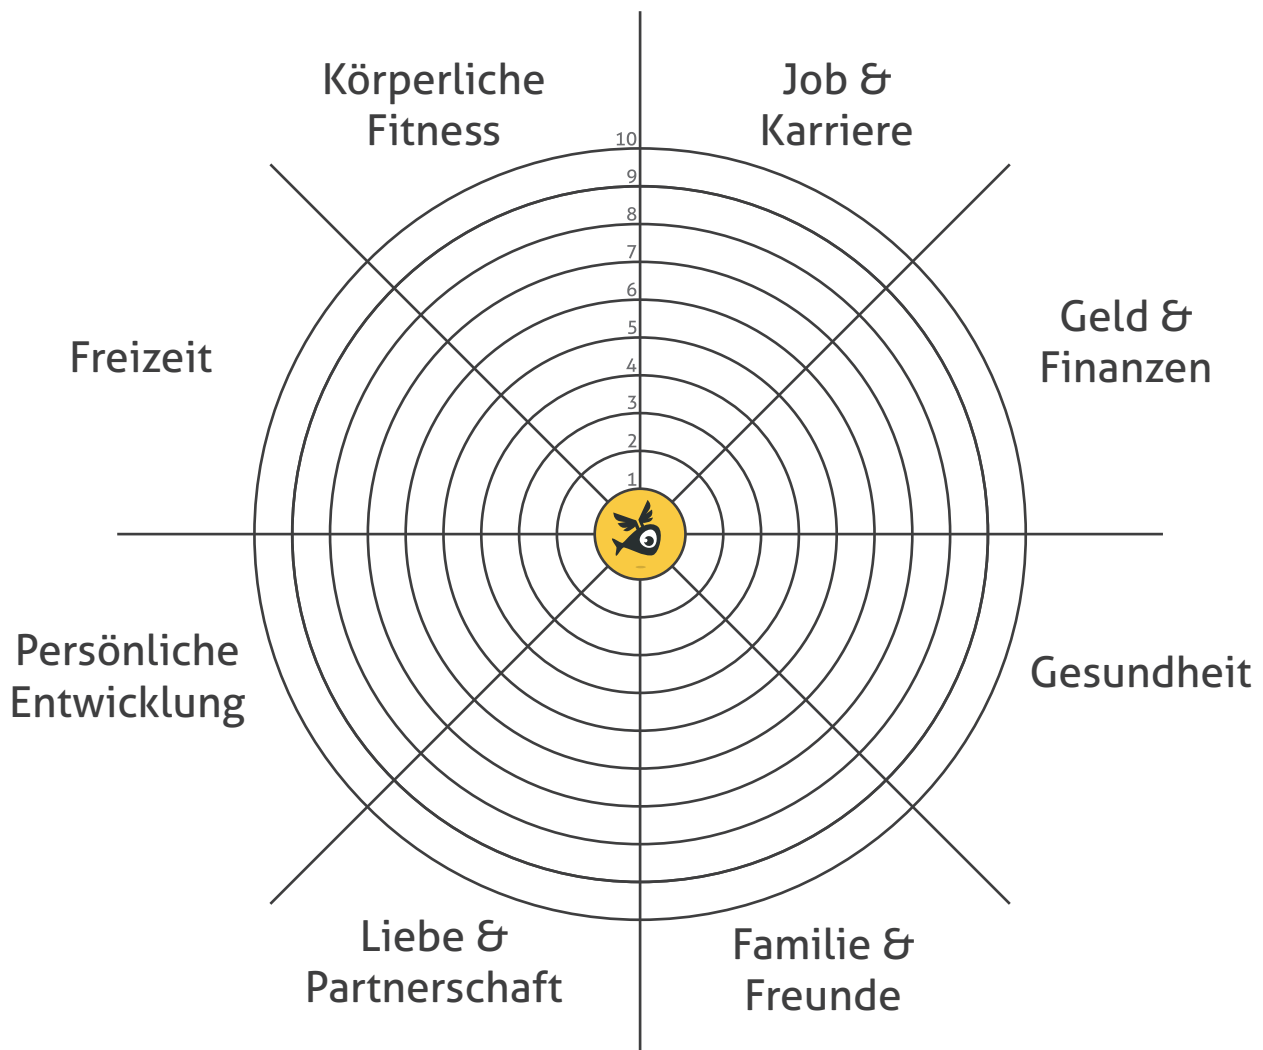 Körperliche
Fitness
Job &
Karriere
10
9
8
7
6
5
4
3
2
1
Geld &
Finanzen
Freizeit
Persönliche
Entwicklung
Gesundheit
Liebe &
Partnerschaft
Familie &
Freunde